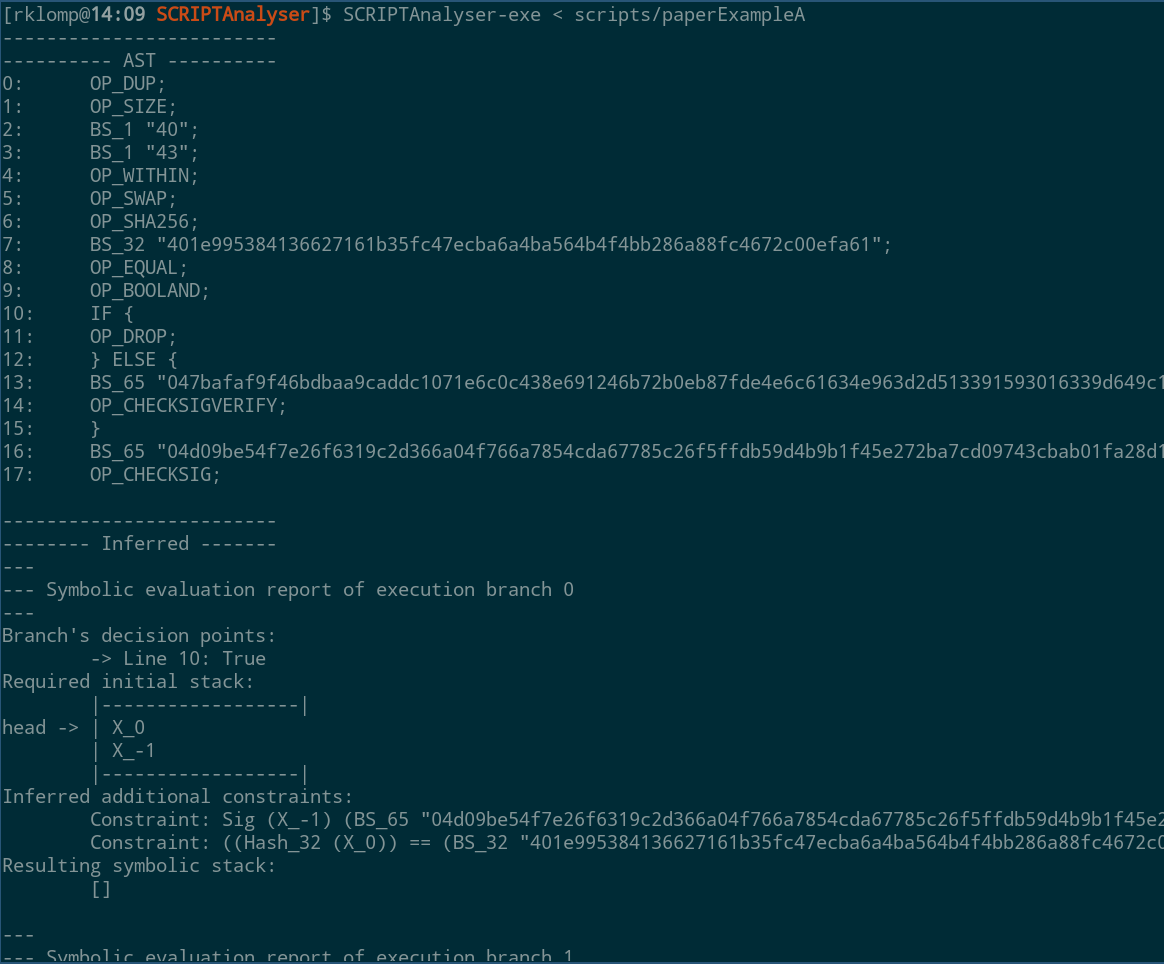 [rklomp@14:09 SCRIPTAnalyser]$ SCRIPTAnalyser-exe < scripts/paperExampleA
-------------------------
---------- AST ----------
0: OP_DUP;
1: OP_SIZE;
2: BS_1 "40";
3: BS_1 "43";
4: OP_WITHIN;
5: OP_SWAP;
6: OP_SHA256;
7: BS_32 "401e995384136627161b35fc47ecba6a4ba564b4f4bb286a88fc4672c00efa61";
8: OP_EQUAL;
9: OP_BOOLAND;
10: IF {
11: OP_DROP;
12: } ELSE {
13: BS_65 "047bafaf9f46bdbaa9caddc1071e6c0c438e691246b72b0eb87fde4e6c61634e963d2d513391593016339d649c1
14: OP_CHECKSIGVERIFY;
15: }
16: BS_65 "04d09be54f7e26f6319c2d366a04f766a7854cda67785c26f5ffdb59d4b9b1f45e272ba7cd09743cbab01fa28d1
17: OP_CHECKSIG;
-------------------------
-------- Inferred -------
---
--- Symbolic evaluation report of execution branch 0
---
Branch's decision points:
-> Line 10: True
Required initial stack:
|------------------|
head -> | X_0
| X_-1
|------------------|
Inferred additional constraints:
Constraint: Sig (X_-1) (BS_65 "04d09be54f7e26f6319c2d366a04f766a7854cda67785c26f5ffdb59d4b9b1f45e2
Constraint: ((Hash_32 (X_0)) == (BS_32 "401e995384136627161b35fc47ecba6a4ba564b4f4bb286a88fc4672c0
Resulting symbolic stack:
[]
---
--- Symbolic evaluation report of execution branch 1